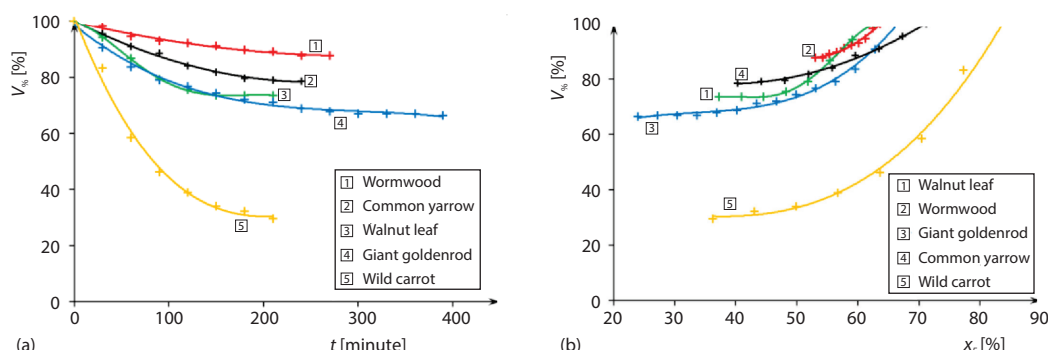 V% [%]
100
80
60
40
20
0
0
100
200
300
400
t [minute]
1
2
3
4
5
1 Wormwood
2 Common yarrow
3 Walnut leaf
4 Giant goldenrod
5 Wild carrot
(a)
V% [%]
100
80
60
40
20
0
20
30
40
50
60
70
80
90
2
4
1
3
5
1 Walnut leaf
2 Wormwood
3 Giant goldenrod
4 Common yarrow
5 Wild carrot
(b)
[%]